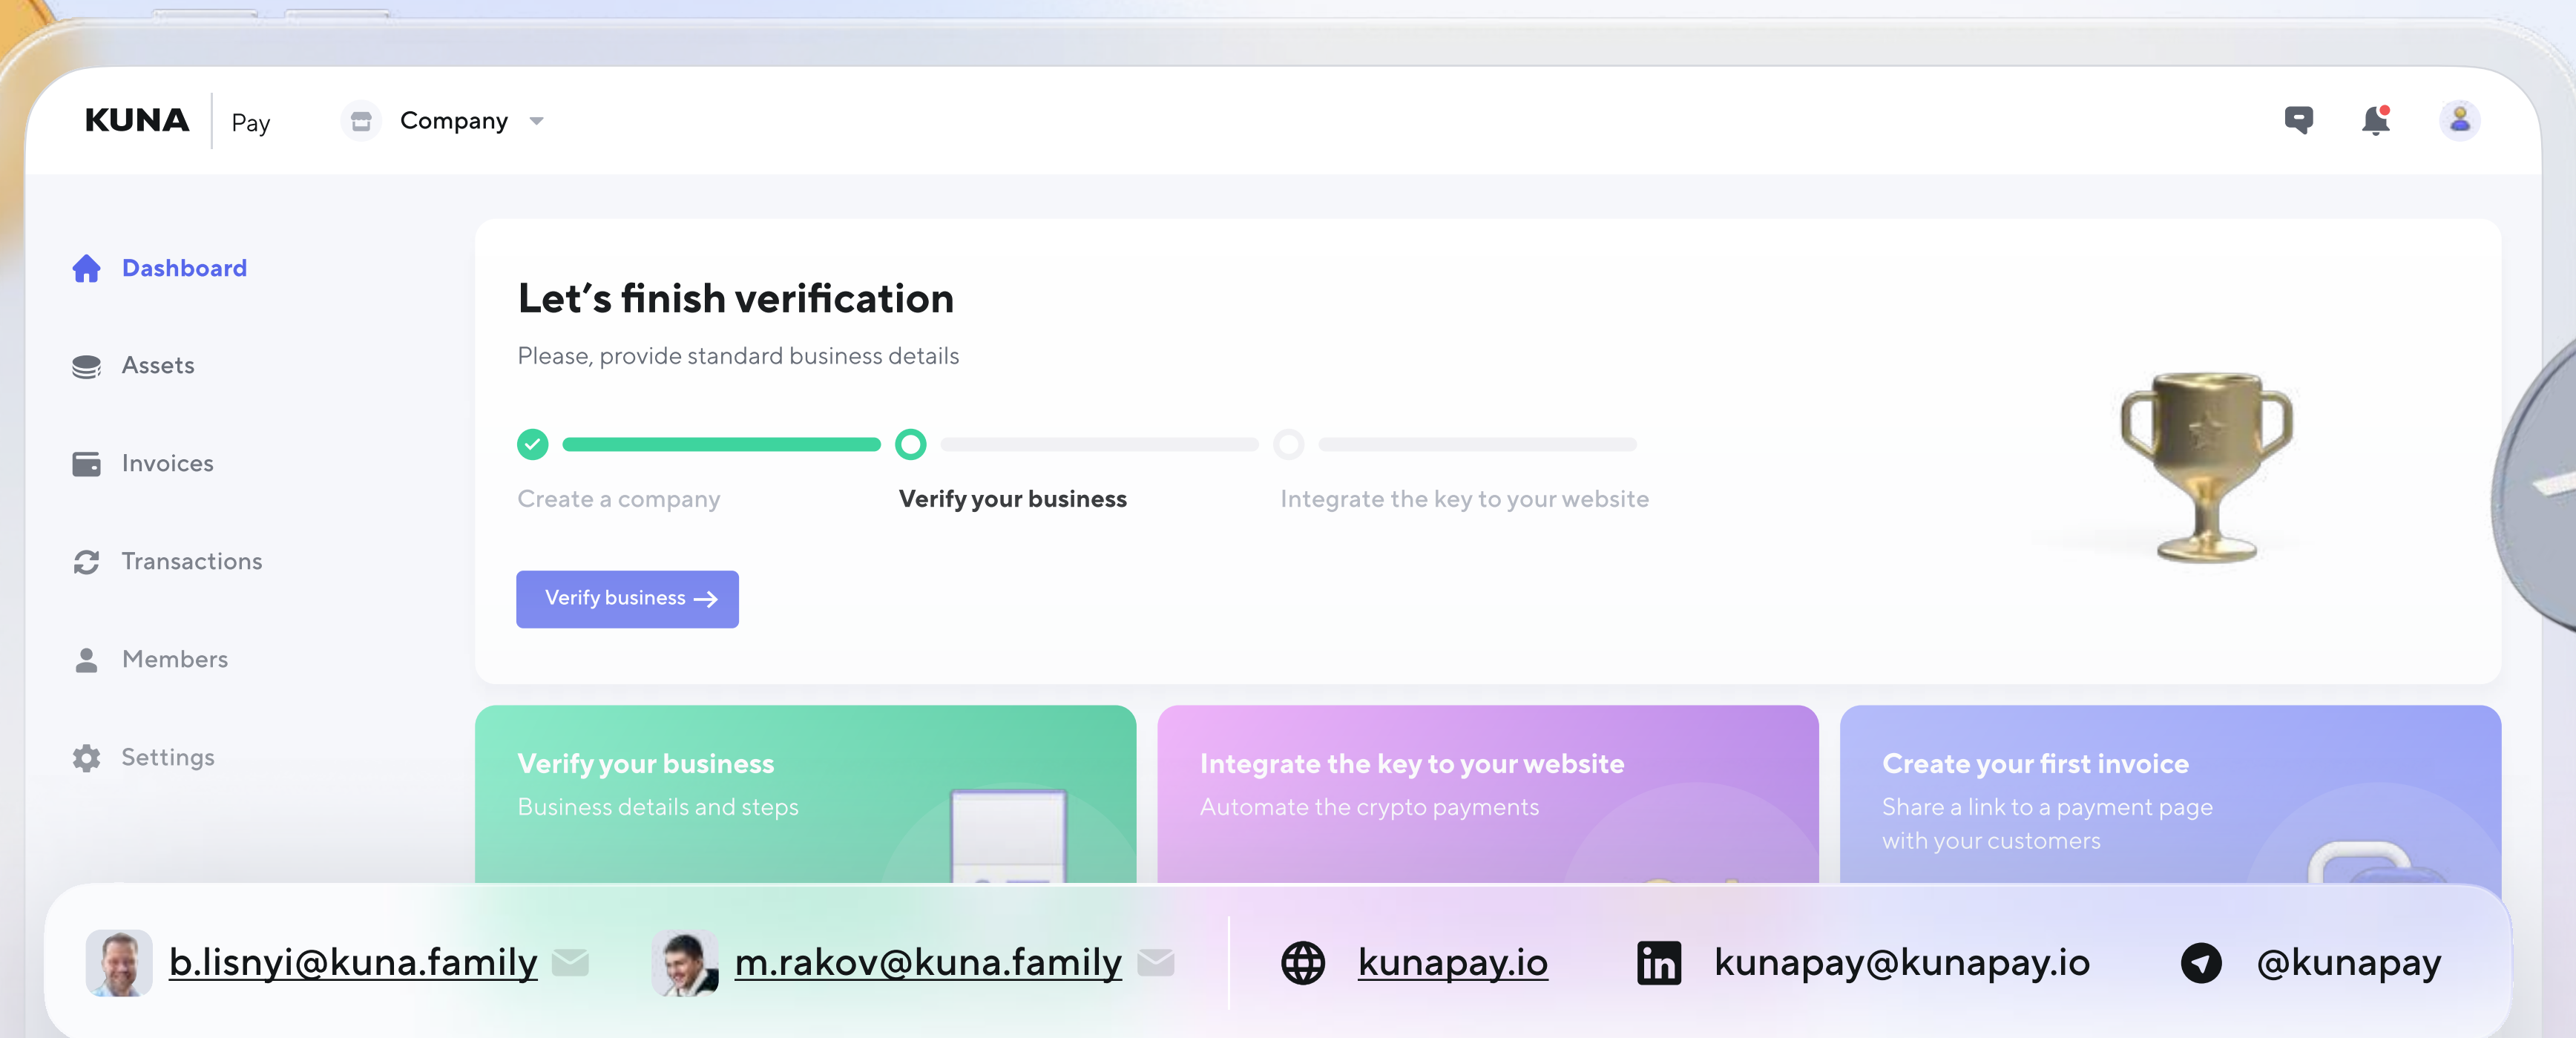 KUNA Pay Company
Dashboard
Assets
Invoices
Transactions
Members
Settings
Let's finish verification
Please, provide standard business details
Create a company
Verify your business
Integrate the key to your website
Verify business
Verify your business
Business details and steps
Integrate the key to your website
Automate the crypto payments
Create your first invoice
Share a link to a payment page
with your customers
b.lisnyi@kuna.family
m.rakov@kuna.family
kunapay.io
in
kunapay@kunapay.io
@kunapay